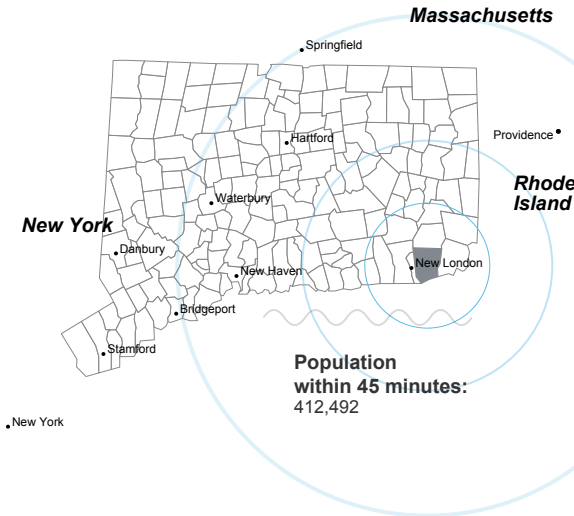 Massachusetts
Springfield
Providence
Hartford
Rhode
Island
Waterbury
New York
Danbury
New London
New Haven
Bridgeport
Stamford
Population
within 45 minutes:
412,492
New York